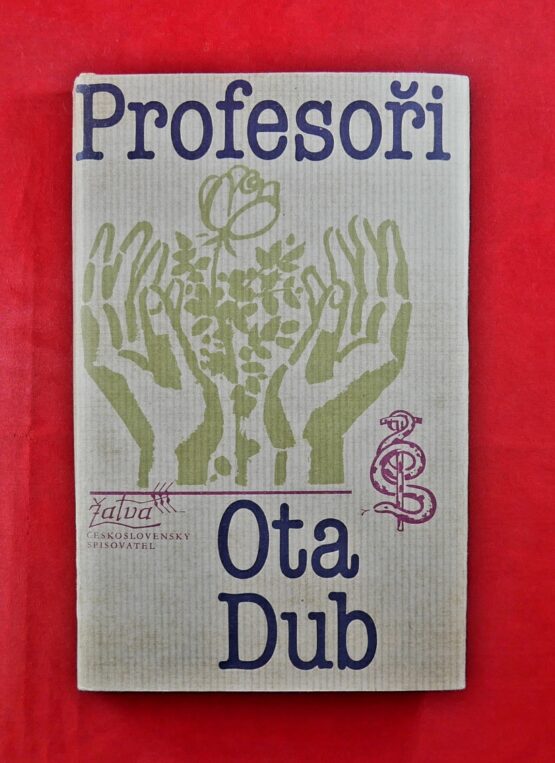 Profesoři
Žatva
ČESKOSLOVENSKÝ
SPISOVATEL
Ota
Dub